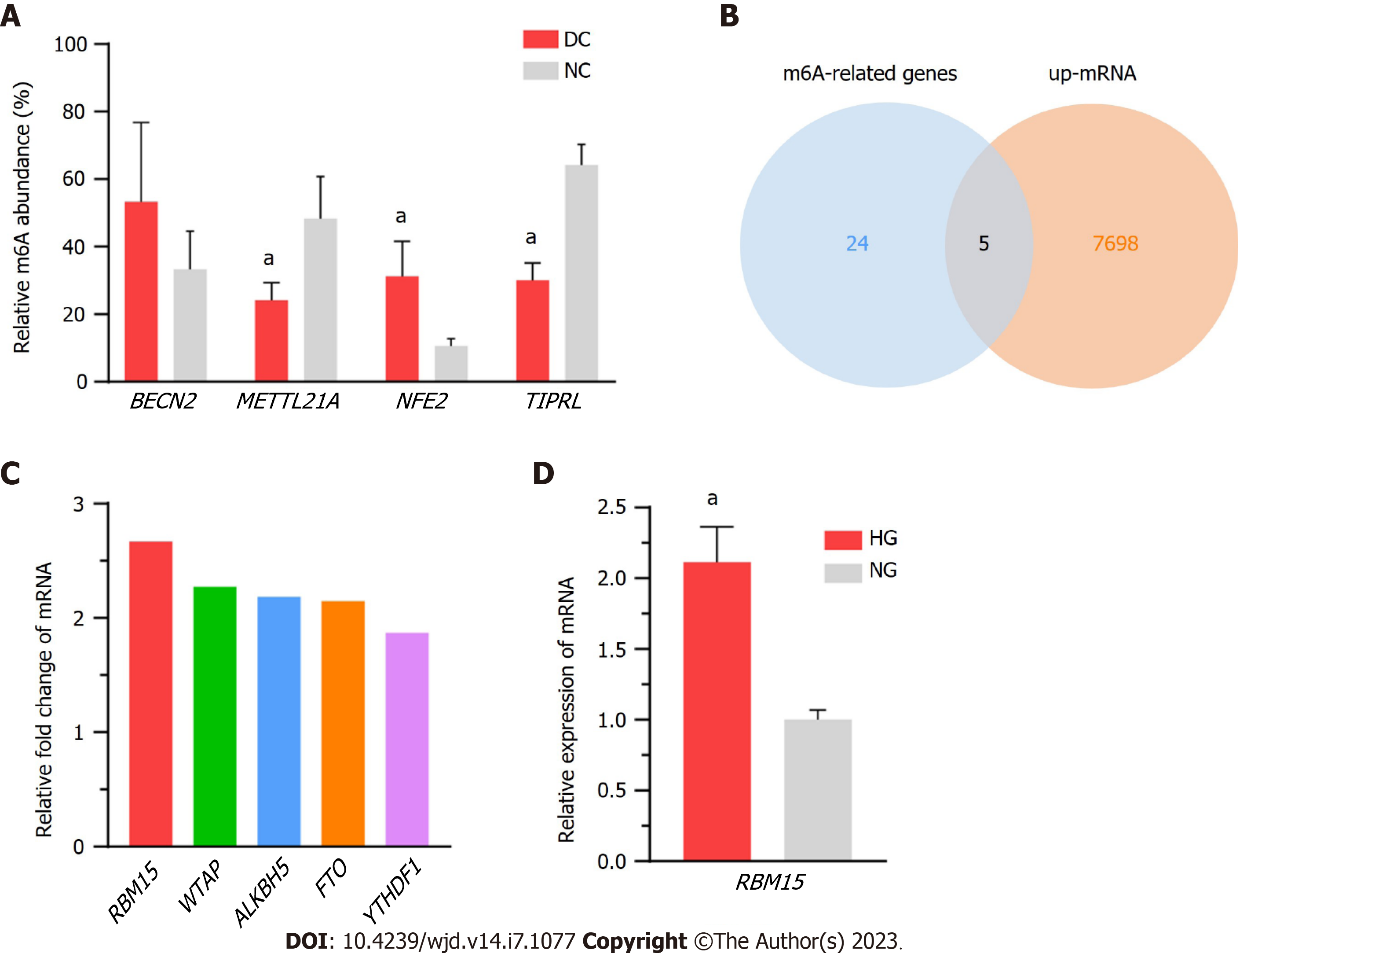 A
Relative m6A abundance (%)
100
80
60
40
20
0
DC
NC
a
a
a
BECN2
METTL21A
NFE2
TIPRL
B
m6A-related genes
up-mRNA
24
5
7698
C
Relative fold change of mRNA
3
2
1
0
RBM15
WTAP
ALKBH5
FTO
YTHDF1
D
Relative expression of mRNA
2.5
2.0
1.5
1.0
0.5
0.0
a
HG
NG
RBM15
DOI: 10.4239/wjd.v14.i7.1077 Copyright ©The Author(s) 2023.